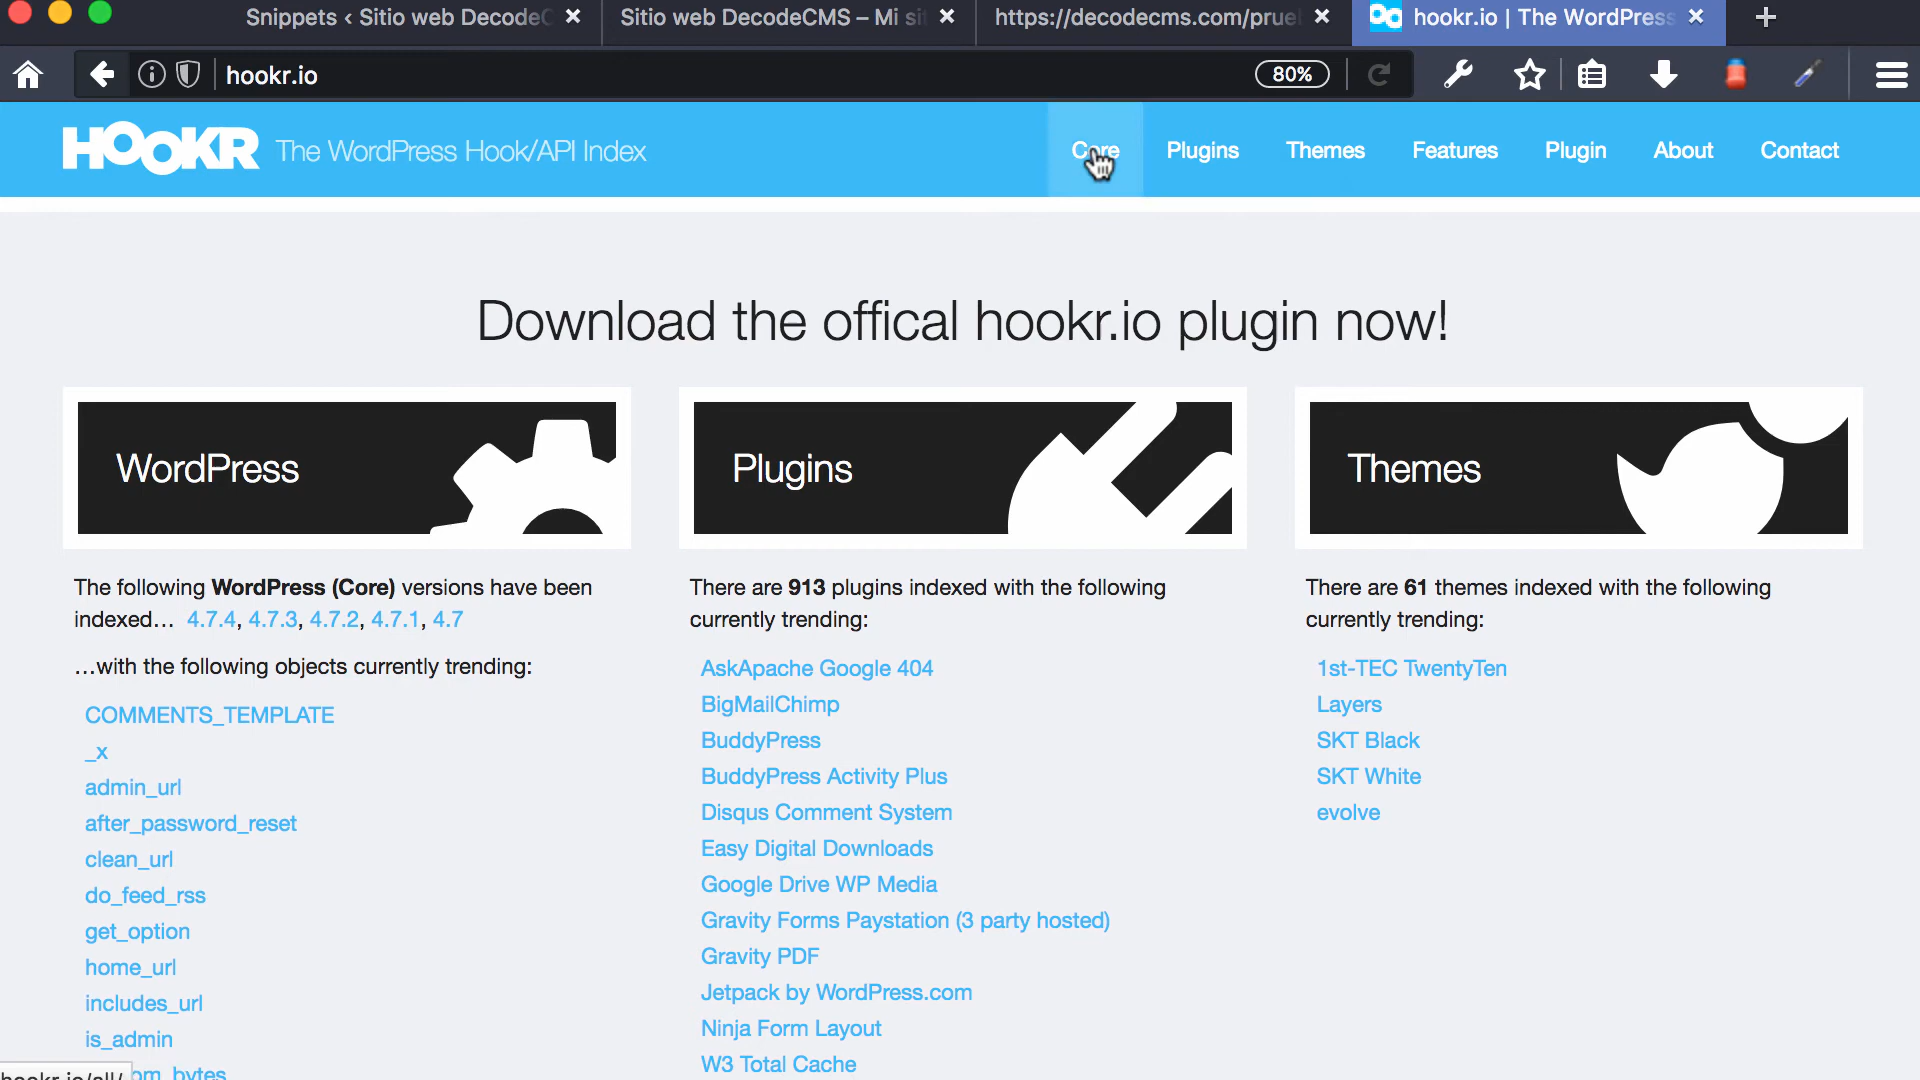 Snippets ‹ Sitio web DecodeC
Sitio web DecodeCMS – Mi si
https://decodecms.com/prue
hookr.io | The WordPress
hookr.io
80%
HOOKR The WordPress Hook/API Index
Core
Plugins
Themes
Features
Plugin
About
Contact
Download the offical hookr.io plugin now!
WordPress
The following WordPress (Core) versions have been
indexed… 4.7.4, 4.7.3, 4.7.2, 4.7.1, 4.7
…with the following objects currently trending:
COMMENTS_TEMPLATE
_x
admin_url
after_password_reset
clean_url
do_feed_rss
get_option
home_url
includes_url
is_admin
om_bytes
Plugins
There are 913 plugins indexed with the following
currently trending:
AskApache Google 404
BigMailChimp
BuddyPress
BuddyPress Activity Plus
Disqus Comment System
Easy Digital Downloads
Google Drive WP Media
Gravity Forms Paystation (3 party hosted)
Gravity PDF
Jetpack by WordPress.com
Ninja Form Layout
W3 Total Cache
Themes
There are 61 themes indexed with the following
currently trending:
1st-TEC TwentyTen
Layers
SKT Black
SKT White
evolve
hookr.io/all/